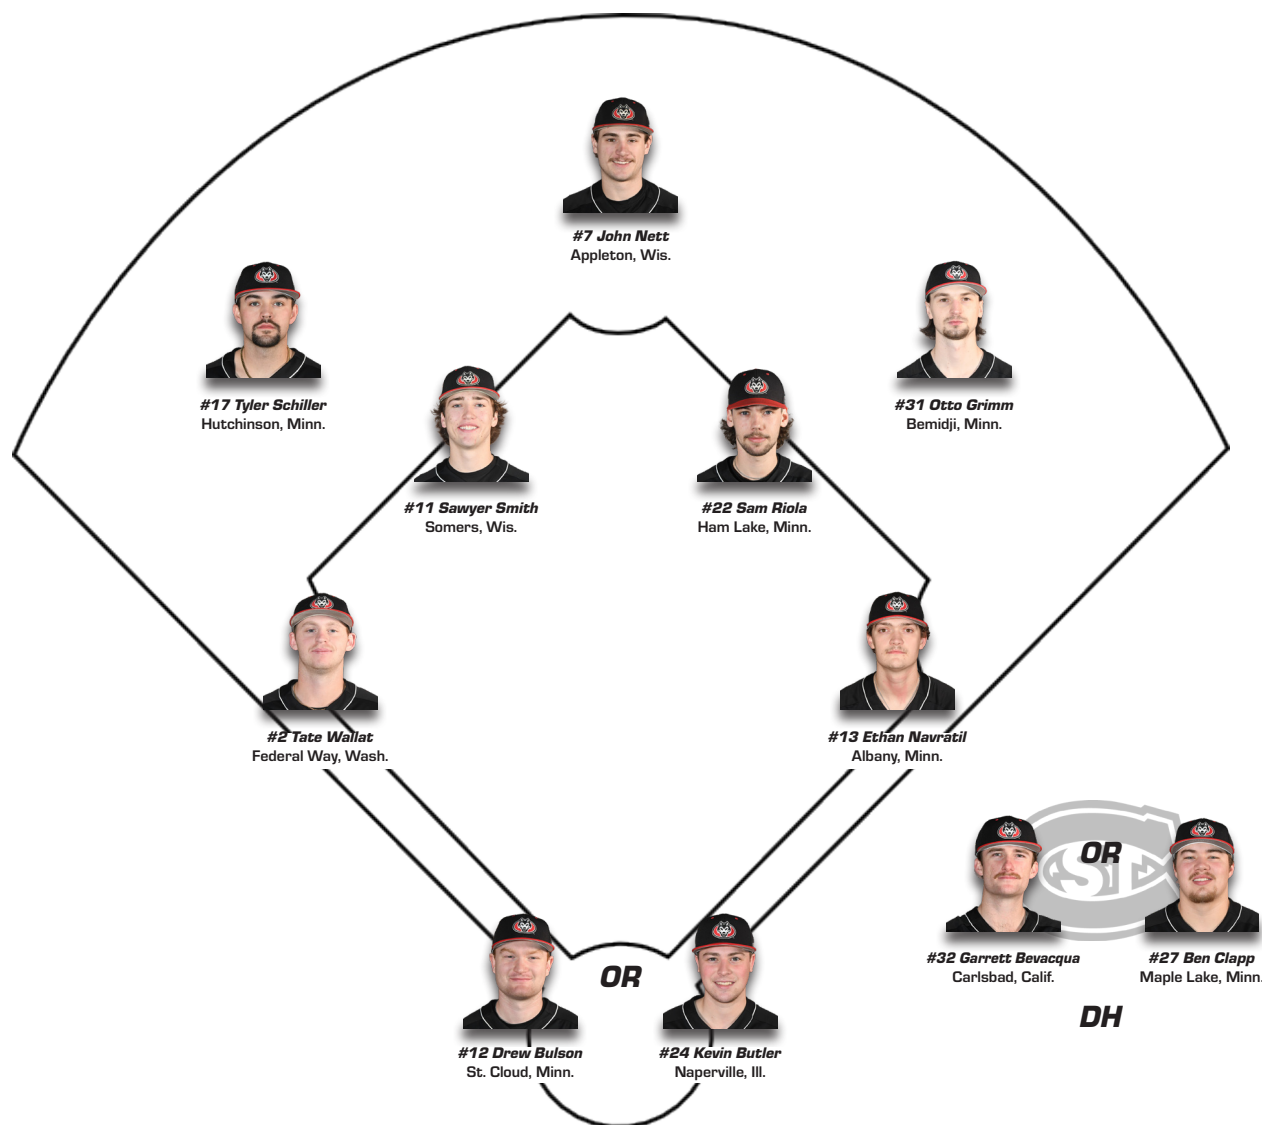 #7 John Nett
Appleton, Wis.
#17 Tyler Schiller
Hutchinson, Minn.
#31 Otto Grimm
Bemidji, Minn.
#11 Sawyer Smith
Somers, Wis.
#22 Sam Riola
Ham Lake, Minn.
#2 Tate Wallat
Federal Way, Wash.
#13 Ethan Navratil
Albany, Minn.
OR
STC
#32 Garrett Bevacqua
Carlsbad, Calif.
#27 Ben Clapp
Maple Lake, Minn.
DH
OR
#12 Drew Bulson
St. Cloud, Minn.
#24 Kevin Butler
Naperville, Ill.